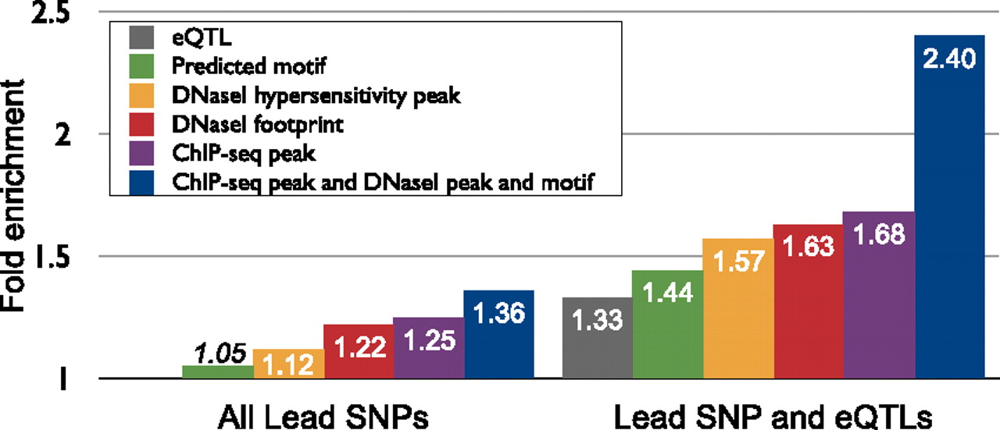 Fold enrichment
2.5
2
1.5
1
eQTL
Predicted motif
DNaseI hypersensitivity peak
DNaseI footprint
ChIP-seq peak
ChIP-seq peak and DNaseI peak and motif
1.05
1.12
1.22
1.25
1.36
1.33
1.44
1.57
1.63
1.68
2.40
All Lead SNPs
Lead SNP and eQTLs